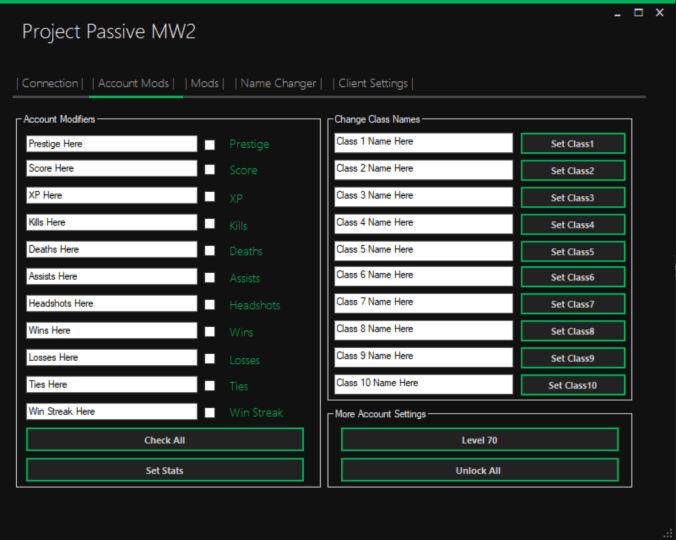 Project Passive MW2
| Connection | | Account Mods | | Mods | | Name Changer | | Client Settings |
Account Modifiers
Prestige Here Prestige
Score Here Score
XP Here XP
Kills Here Kills
Deaths Here Deaths
Assists Here Assists
Headshots Here Headshots
Wins Here Wins
Losses Here Losses
Ties Here Ties
Win Streak Here Win Streak
Check All
Set Stats
Change Class Names
Class 1 Name Here Set Class1
Class 2 Name Here Set Class2
Class 3 Name Here Set Class3
Class 4 Name Here Set Class4
Class 5 Name Here Set Class5
Class 6 Name Here Set Class6
Class 7 Name Here Set Class7
Class 8 Name Here Set Class8
Class 9 Name Here Set Class9
Class 10 Name Here Set Class10
More Account Settings
Level 70
Unlock All